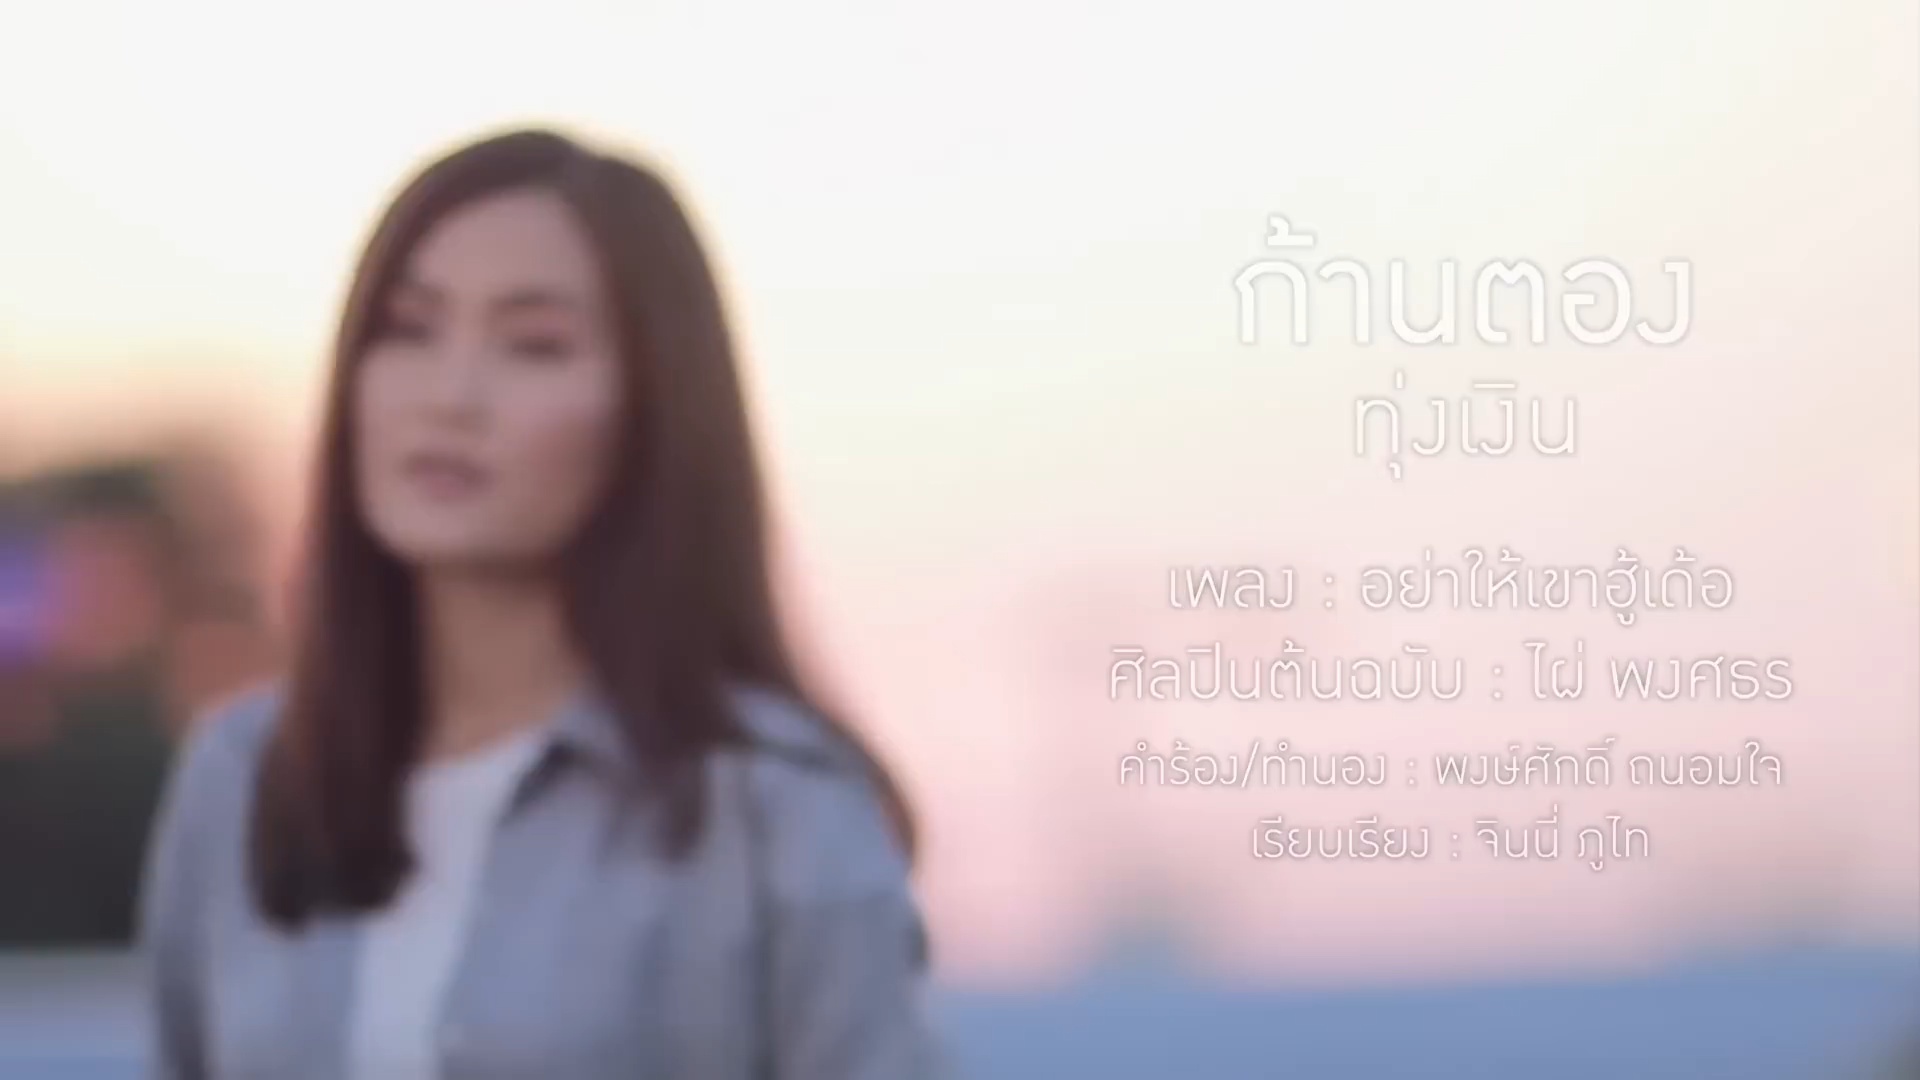 ก้านตอง
ทุ่งเงิน
เพลง : อย่าให้เขาฮู้เด้อ
ศิลปินต้นฉบับ : ไผ่ พงศธร
คำร้อง/ทำนอง : พงษ์ศักดิ์ ถนอมใจ
เรียบเรียง : จินนี่ ภูไท